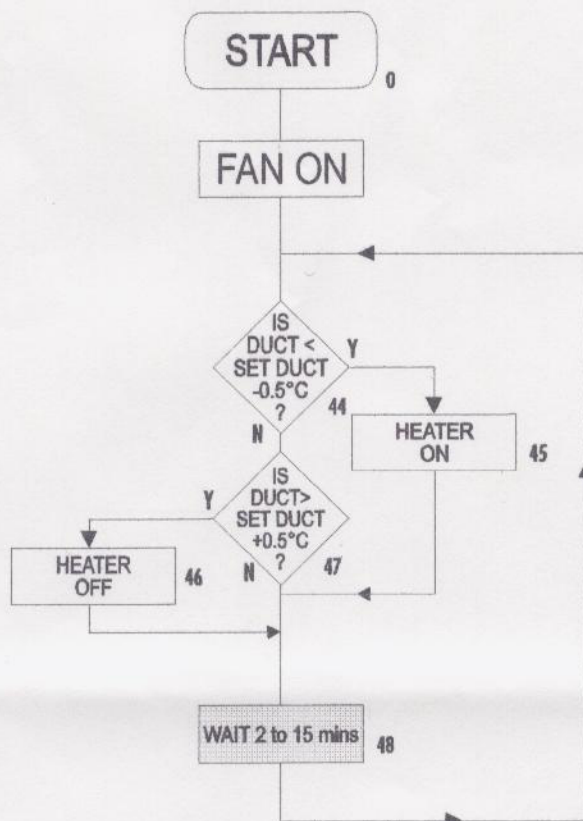 START
0
FAN ON
IS
DUCT <
SET DUCT
-0.5°C
?
Y
44
N
HEATER
ON
45
IS
DUCT>
SET DUCT
+0.5°C
?
Y
47
N
HEATER
OFF
46
WAIT 2 to 15 mins
48